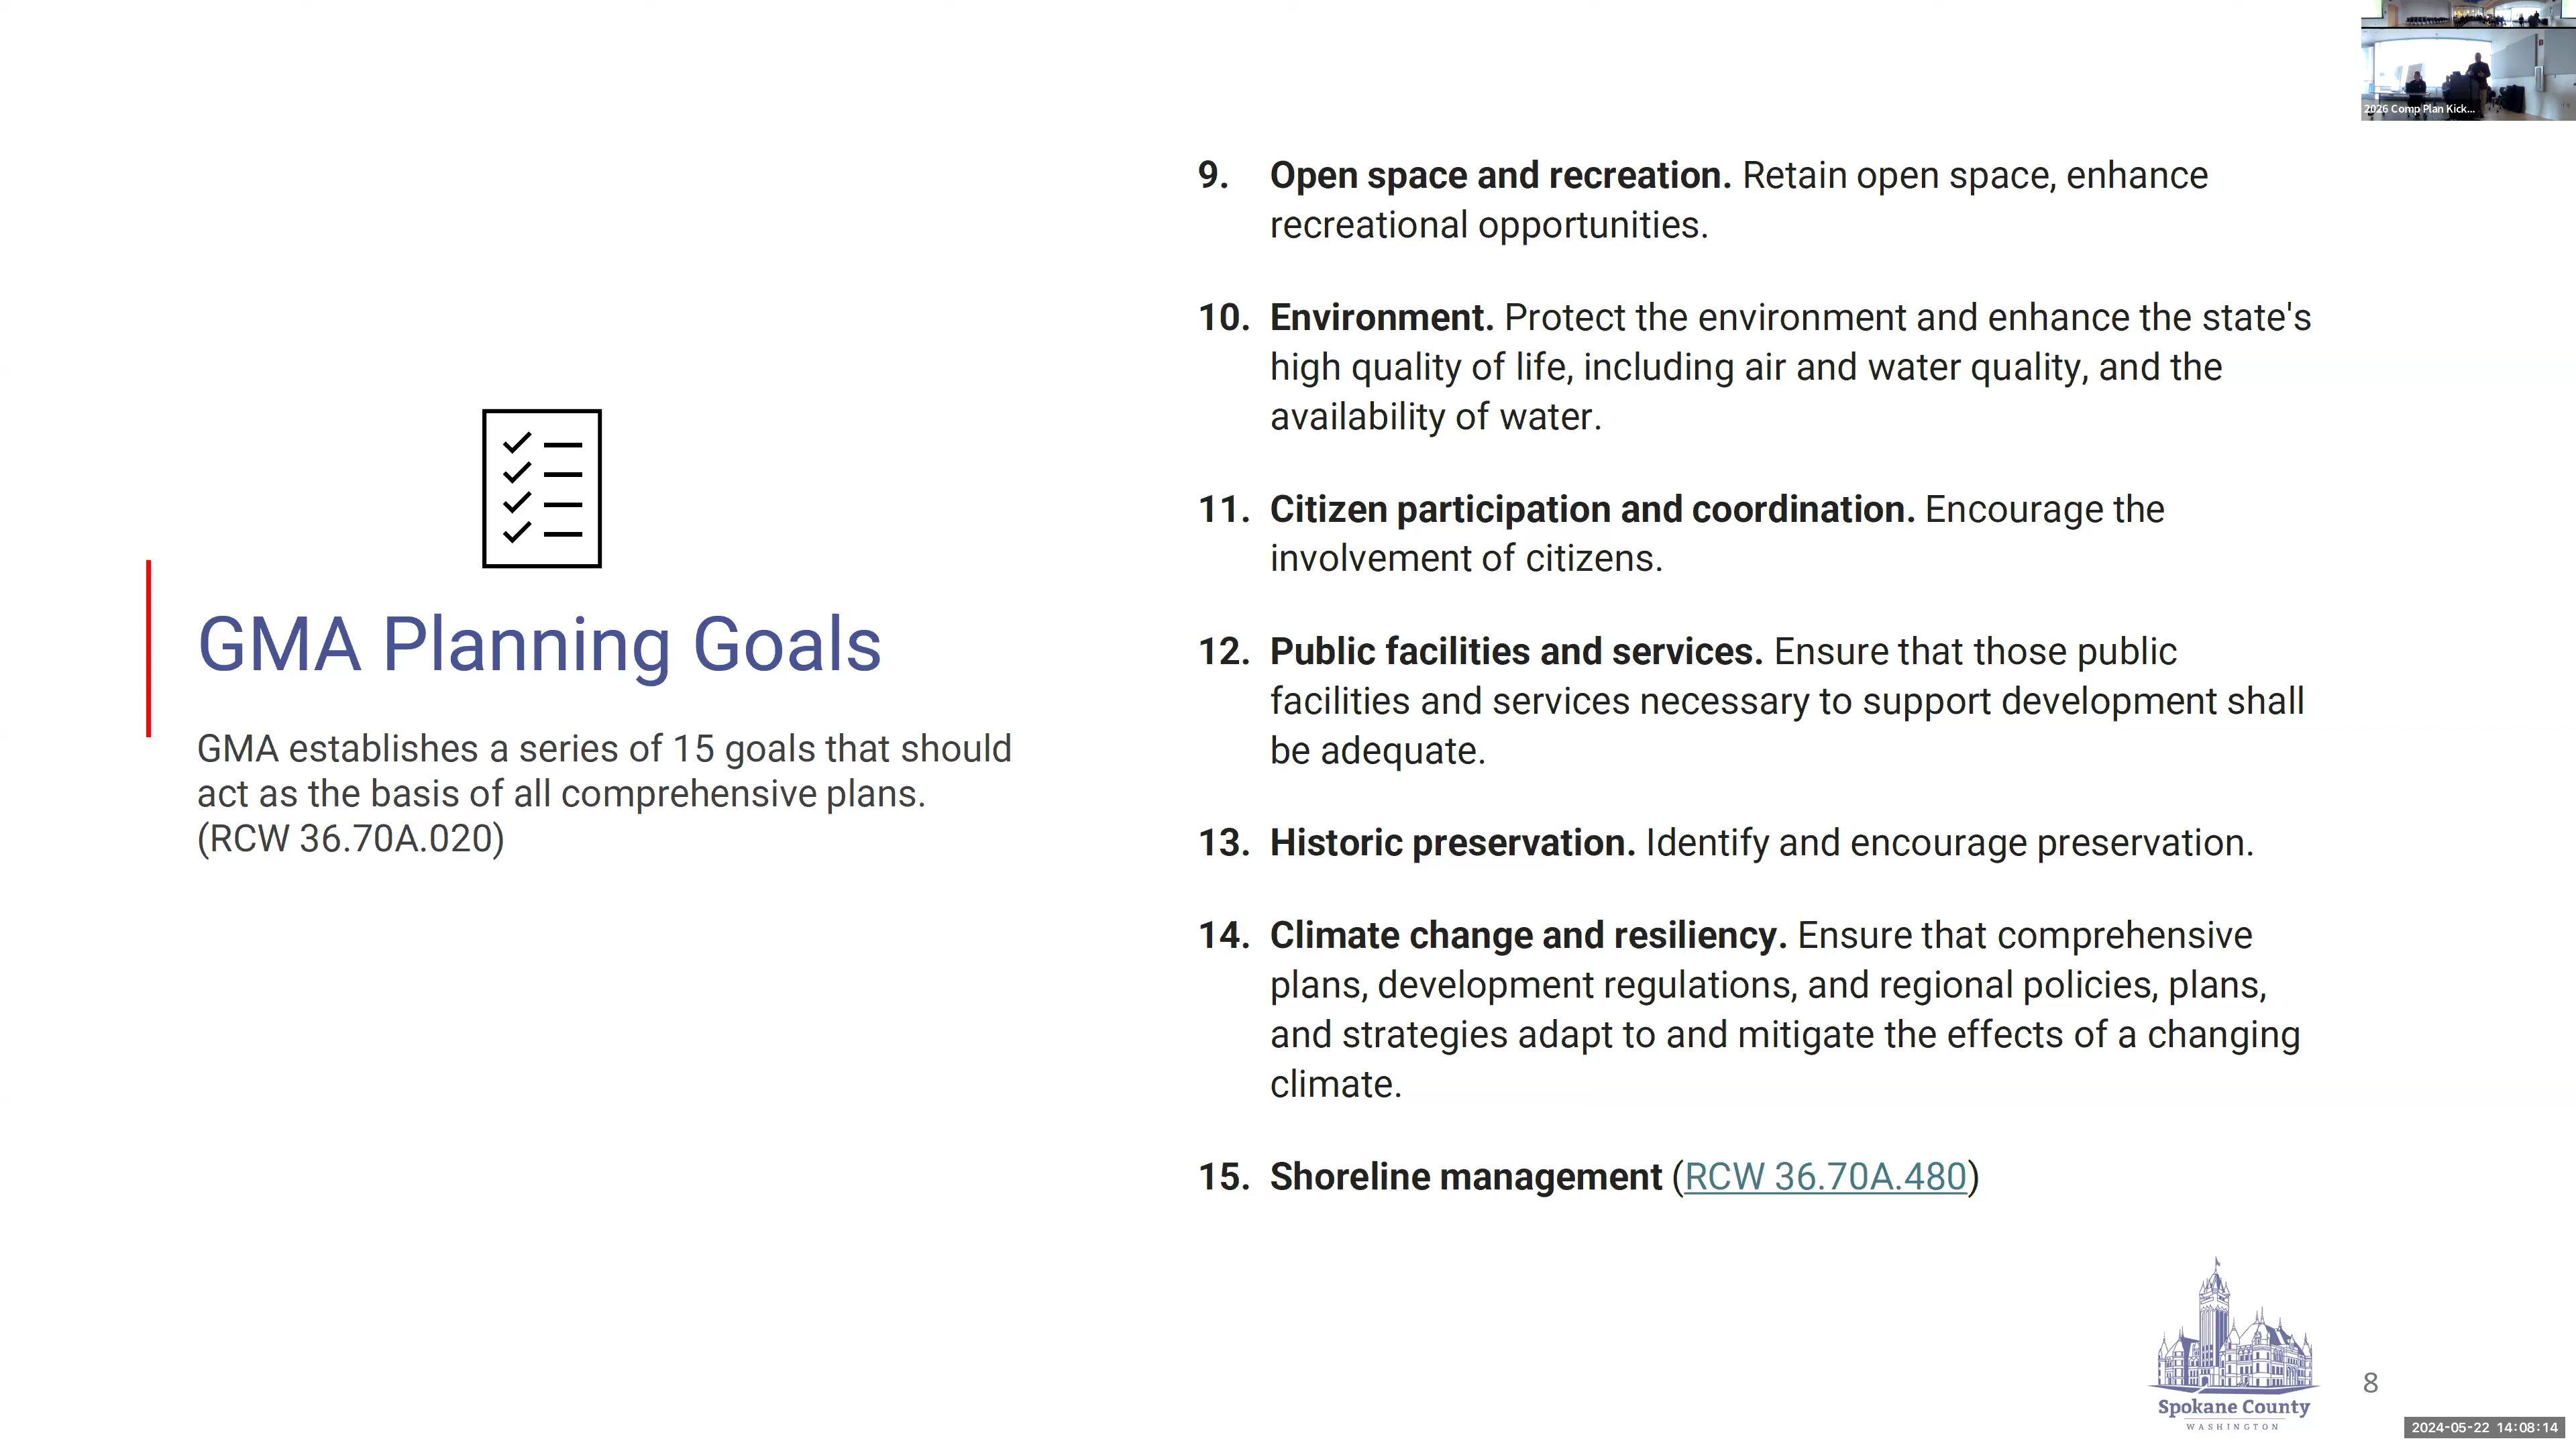 2026 Comp Plan Kick...
GMA Planning Goals
GMA establishes a series of 15 goals that should
act as the basis of all comprehensive plans.
(RCW 36.70A.020)
9. Open space and recreation. Retain open space, enhance
recreational opportunities.
10. Environment. Protect the environment and enhance the state's
high quality of life, including air and water quality, and the
availability of water.
11. Citizen participation and coordination. Encourage the
involvement of citizens.
12. Public facilities and services. Ensure that those public
facilities and services necessary to support development shall
be adequate.
13. Historic preservation. Identify and encourage preservation.
14. Climate change and resiliency. Ensure that comprehensive
plans, development regulations, and regional policies, plans,
and strategies adapt to and mitigate the effects of a changing
climate.
15. Shoreline management (RCW 36.70A.480)
Spokane County
WASHINGTON
8
2024-05-22 14:08:14